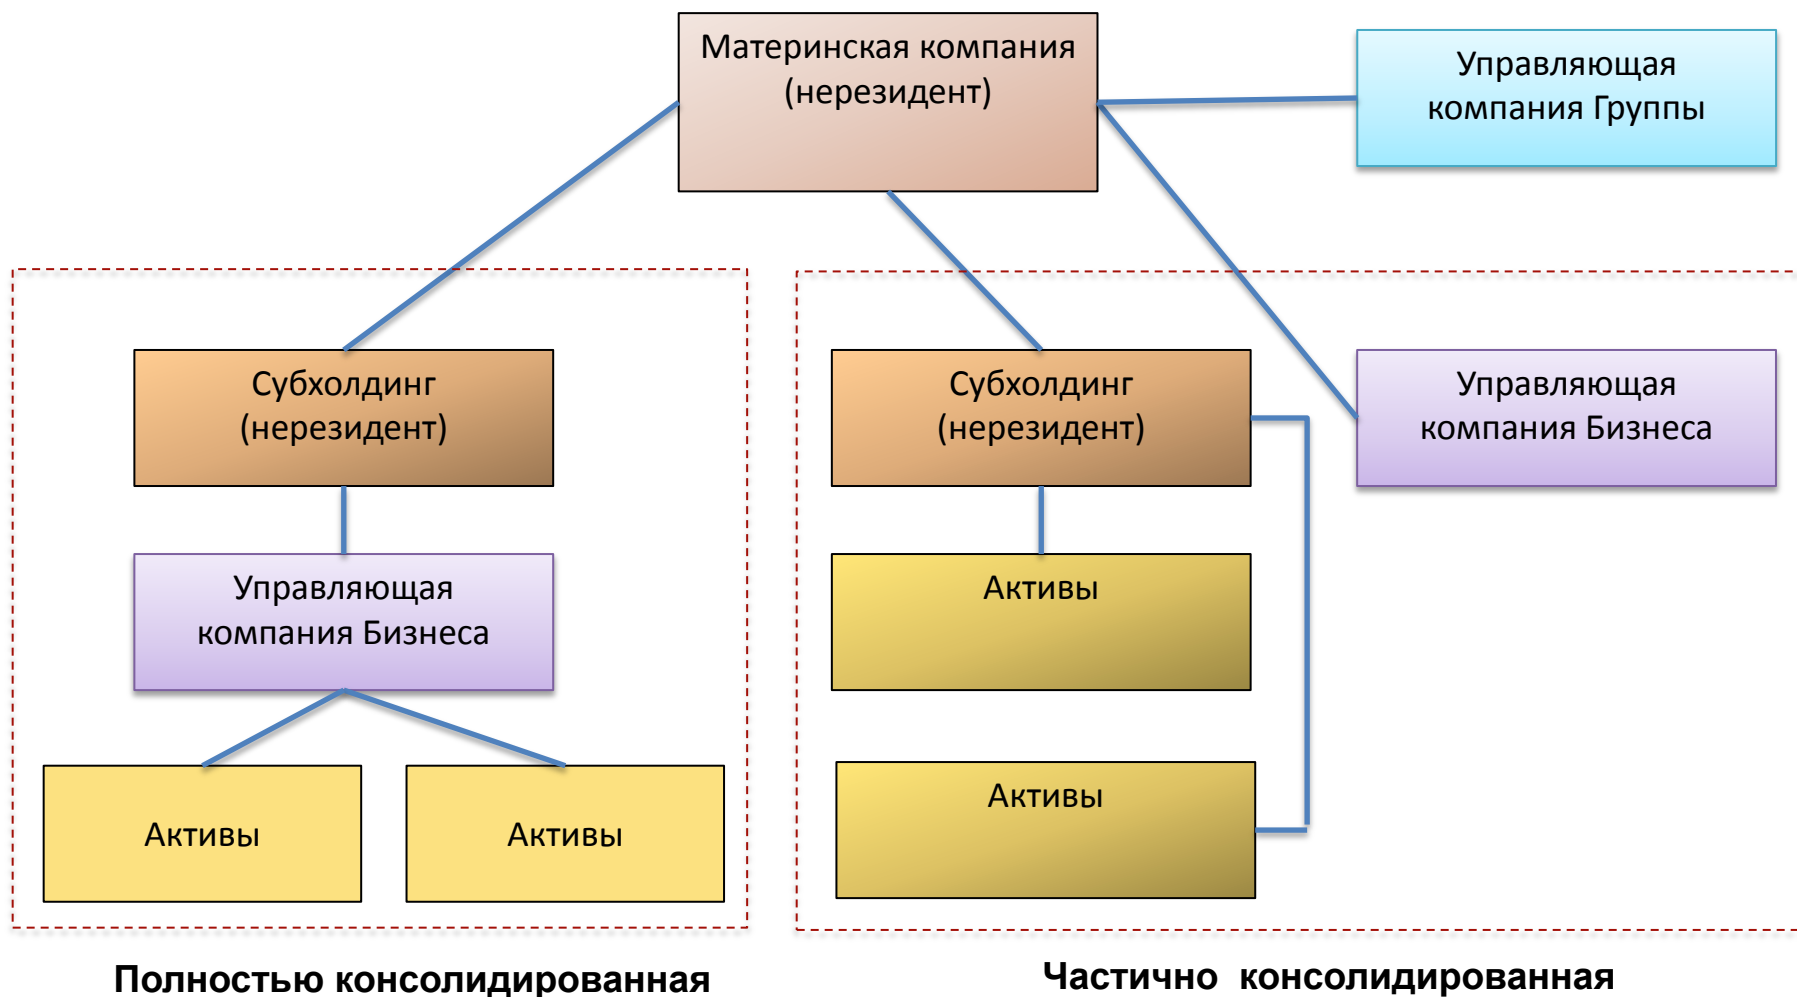 Материнская компания
(нерезидент)
Управляющая
компания Группы
Субхолдинг
(нерезидент)
Субхолдинг
(нерезидент)
Управляющая
компания Бизнеса
Управляющая
компания Бизнеса
Активы
Активы
Активы
Активы
Полностью консолидированная
Частично консолидированная